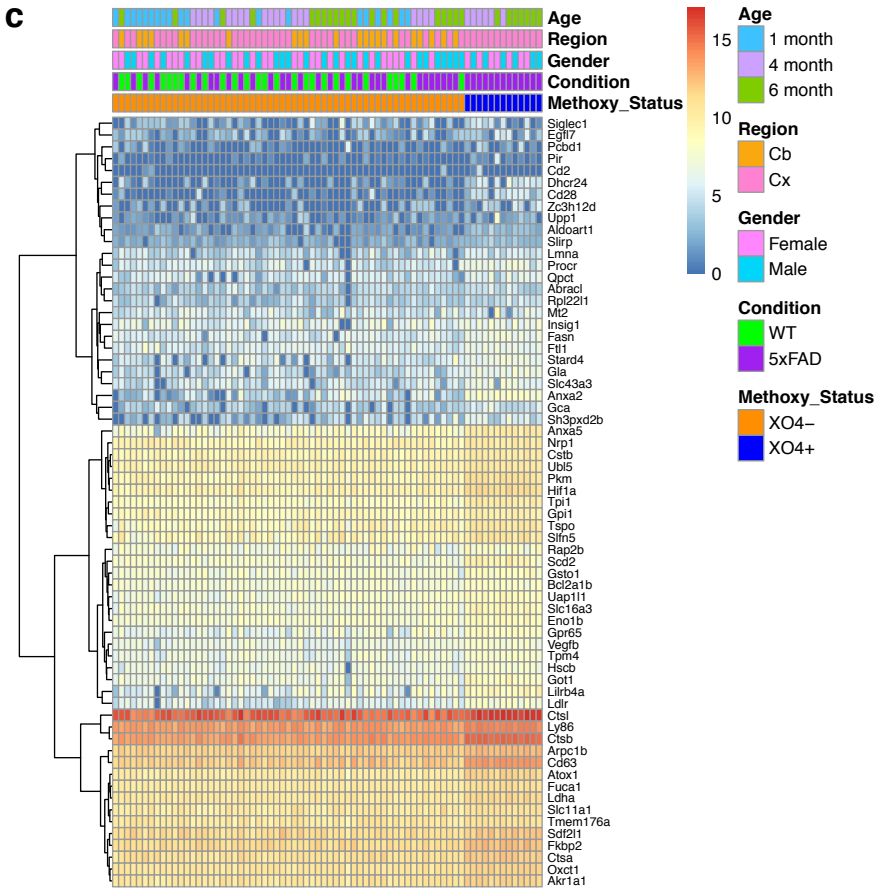 c
Age
Region
Gender
Condition
Methoxy_Status
Siglec1
Egfl7
Pcbd1
Pir
Cd2
Dhcr24
Cd28
Zc3h12d
Upp1
Aldoart1
Slirp
Lmna
Procr
Qpct
Abracl
Rpl22l1
Mt2
Insig1
Fasn
Ftl1
Stard4
Gla
Slc43a3
Anxa2
Gca
Sh3pxd2b
Anxa5
Nrp1
Cstb
Ubl5
Pkm
Hif1a
Tpi1
Gpi1
Tspo
Slfn5
Rap2b
Scd2
Gsto1
Bcl2a1b
Uap1l1
Slc16a3
Eno1b
Gpr65
Vegfb
Tpm4
Hscb
Got1
Lilrb4a
Ldlr
Ctsl
Ly86
Ctsb
Arpc1b
Cd63
Atox1
Fuca1
Ldha
Slc11a1
Tmem176a
Sdf2l1
Fkbp2
Ctsa
Oxct1
Akr1a1
15
10
5
0
Age
1 month
4 month
6 month
Region
Cb
Cx
Gender
Female
Male
Condition
WT
5xFAD
Methoxy_Status
XO4−
XO4+